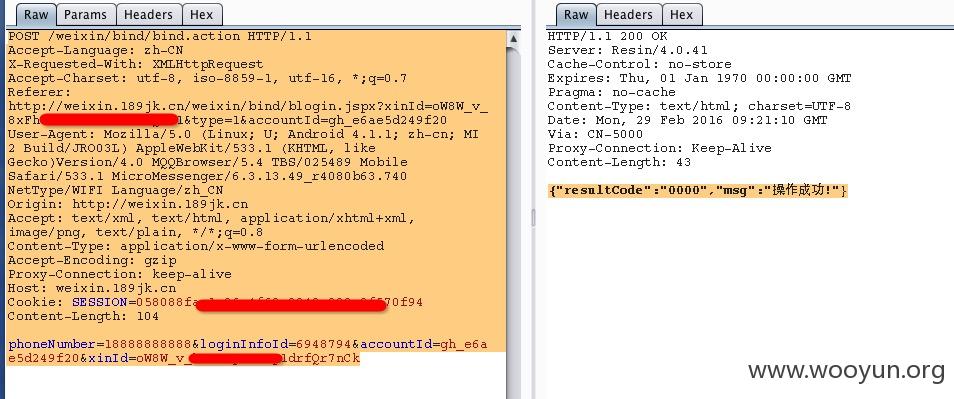 Raw Params Headers Hex
POST /weixin/bind/bind.action HTTP/1.1
Accept-Language: zh-CN
X-Requested-With: XMLHttpRequest
Accept-Charset: utf-8, iso-8859-1, utf-16, *;q=0.7
Referer:
http://weixin.189jk.cn/weixin/bind/blogin.jspx?xinId=oW8W_v_
8xFh &type=1&accountId=gh_e6ae5d249f20
User-Agent: Mozilla/5.0 (Linux; U; Android 4.1.1; zh-cn; MI
2 Build/JRO03L) AppleWebKit/533.1 (KHTML, like
Gecko)Version/4.0 MQQBrowser/5.4 TBS/025489 Mobile
Safari/533.1 MicroMessenger/6.3.13.49_r4080b63.740
NetType/WIFI Language/zh_CN
Origin: http://weixin.189jk.cn
Accept: text/xml, text/html, application/xhtml+xml,
image/png, text/plain, */*;q=0.8
Content-Type: application/x-www-form-urlencoded
Accept-Encoding: gzip
Proxy-Connection: keep-alive
Host: weixin.189jk.cn
Cookie: SESSION=058088fa 70f94
Content-Length: 104
phoneNumber=18888888888&loginInfoId=6948794&accountId=gh_e6a
e5d249f20&xinId=oW8W_v_ ldrfQr7nCk
Raw Headers Hex
HTTP/1.1 200 OK
Server: Resin/4.0.41
Cache-Control: no-store
Expires: Thu, 01 Jan 1970 00:00:00 GMT
Pragma: no-cache
Content-Type: text/html; charset=UTF-8
Date: Mon, 29 Feb 2016 09:21:10 GMT
Via: CN-5000
Proxy-Connection: Keep-Alive
Content-Length: 43
{"resultCode":"0000","msg":"操作成功!"}
www.wooyun.org